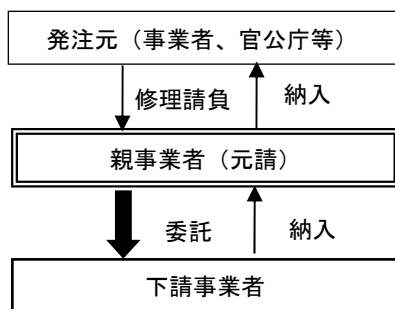 発注元（事業者、官公庁等）
修理請負
納入
親事業者（元請）
委託
納入
下請事業者